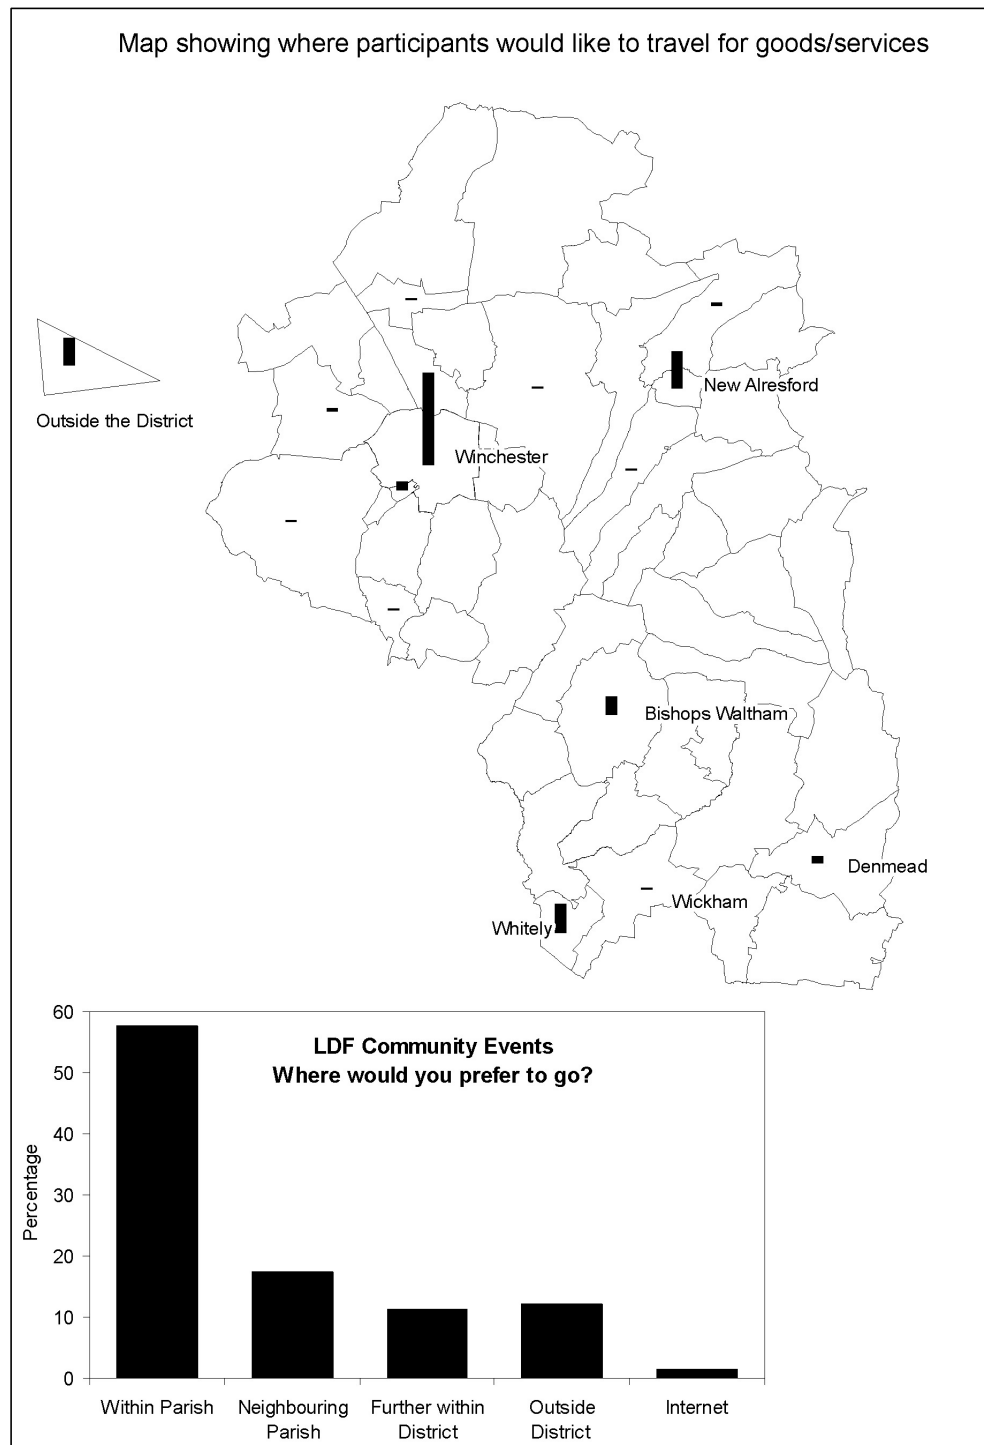 Map showing where participants would like to travel for goods/services
New Alresford
Outside the District
Winchester
Bishops Waltham
Denmead
Wickham
Whitely
LDF Community Events
Where would you prefer to go?
Percentage
60
50
40
30
20
10
0
Within Parish
Neighbouring
Parish
Further within
District
Outside
District
Internet